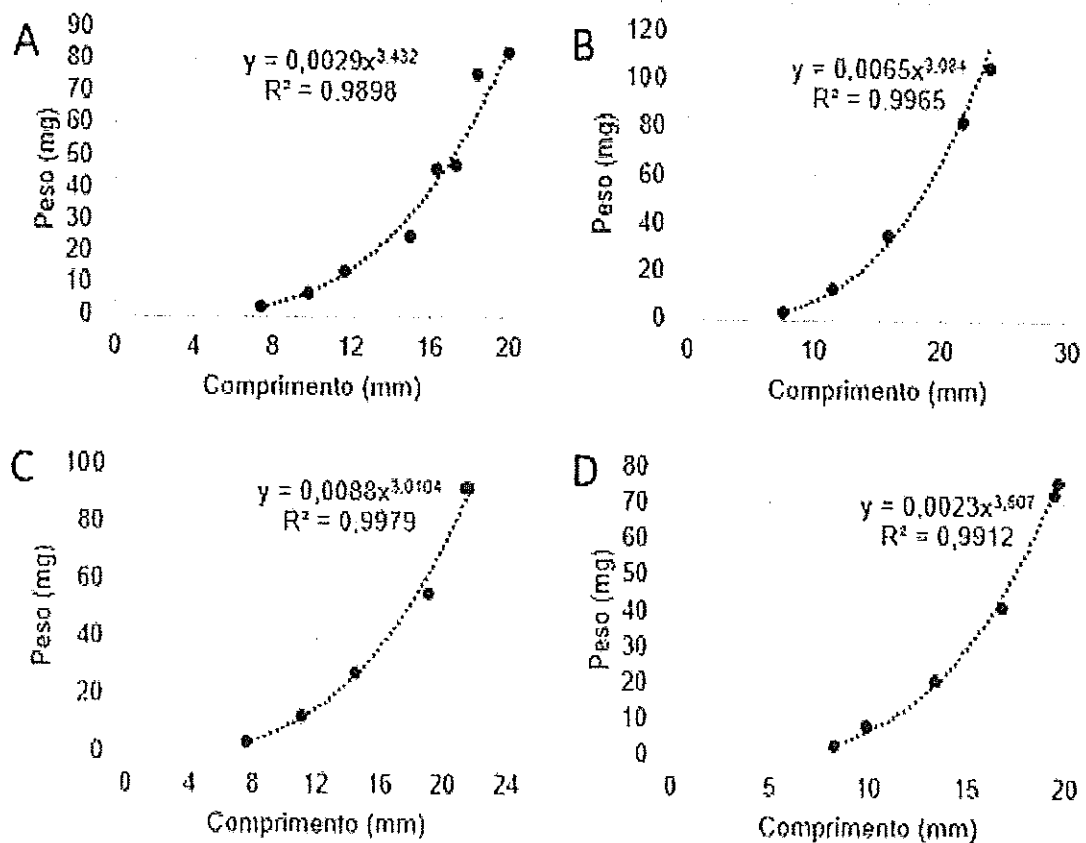 A
90
80
70
60
50
40
30
20
10
0
Peso (mg)
y = 0,0029x^3.432
R² = 0.9898
0 8 12 16 20
Comprimento (mm)
B
120
100
80
60
40
20
0
Peso (mg)
y = 0,0065x^3.084
R² = 0.9965
0 10 20 30
Comprimento (mm)
C
100
80
60
40
20
0
Peso (mg)
y = 0,0088x^3.0104
R² = 0,9979
0 4 8 12 16 20 24
Comprimento (mm)
D
80
70
60
50
40
30
20
10
0
Peso (mg)
y = 0,0023x^3,507
R² = 0,9912
0 5 10 15 20
Comprimento (mm)